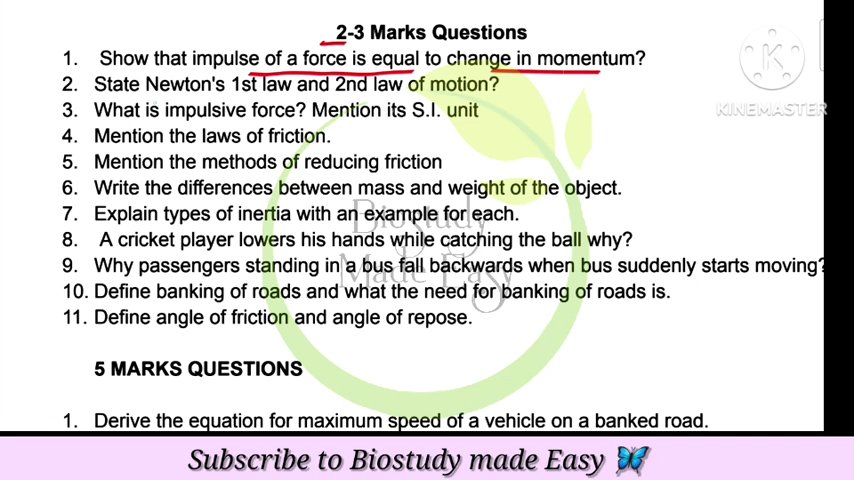 2-3 Marks Questions
1. Show that impulse of a force is equal to change in momentum?
2. State Newton's 1st law and 2nd law of motion?
3. What is impulsive force? Mention its S.I. unit
4. Mention the laws of friction.
5. Mention the methods of reducing friction
6. Write the differences between mass and weight of the object.
7. Explain types of inertia with an example for each.
8. A cricket player lowers his hands while catching the ball why?
9. Why passengers standing in a bus fall backwards when bus suddenly starts moving?
10. Define banking of roads and what the need for banking of roads is.
11. Define angle of friction and angle of repose.
5 MARKS QUESTIONS
1. Derive the equation for maximum speed of a vehicle on a banked road.
Subscribe to Biostudy made Easy
K
KINEMASTER
Biostudy
Made Easy